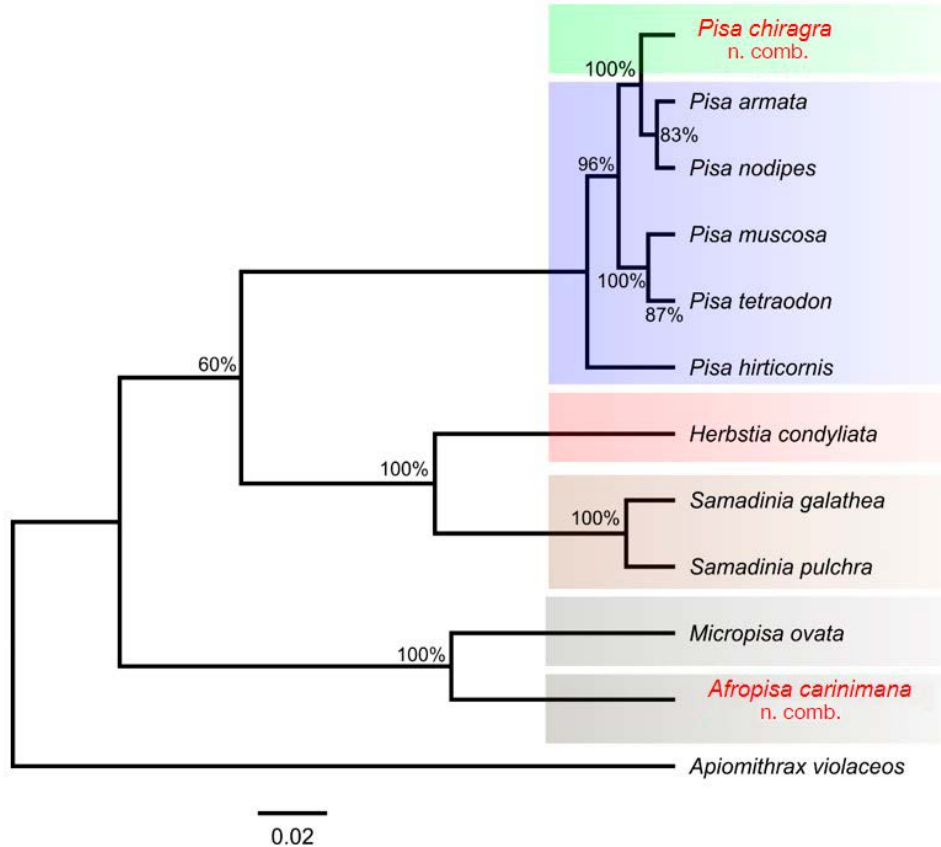 Pisa chiragra
n. comb.
100%
Pisa armata
83%
96%
Pisa nodipes
Pisa muscosa
100%
Pisa tetraodon
87%
60%
Pisa hirticornis
Herbstia condyliata
100%
Samadinia galathea
100%
Samadinia pulchra
Micropisa ovata
100%
Afropisa carinimana
n. comb.
Apiomithrax violaceos
0.02